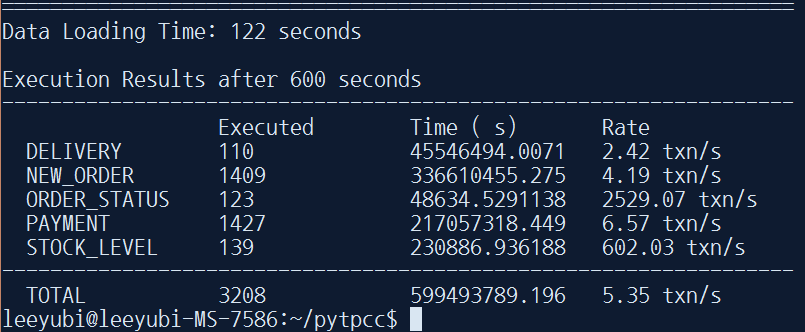 Data Loading Time: 122 seconds
Execution Results after 600 seconds
Executed Time ( s) Rate
DELIVERY 110 45546494.0071 2.42 txn/s
NEW_ORDER 1409 336610455.275 4.19 txn/s
ORDER_STATUS 123 48634.5291138 2529.07 txn/s
PAYMENT 1427 217057318.449 6.57 txn/s
STOCK_LEVEL 139 230886.936188 602.03 txn/s
TOTAL 3208 599493789.196 5.35 txn/s
leeyubi@leeyubi-MS-7586:~/pytpcc$